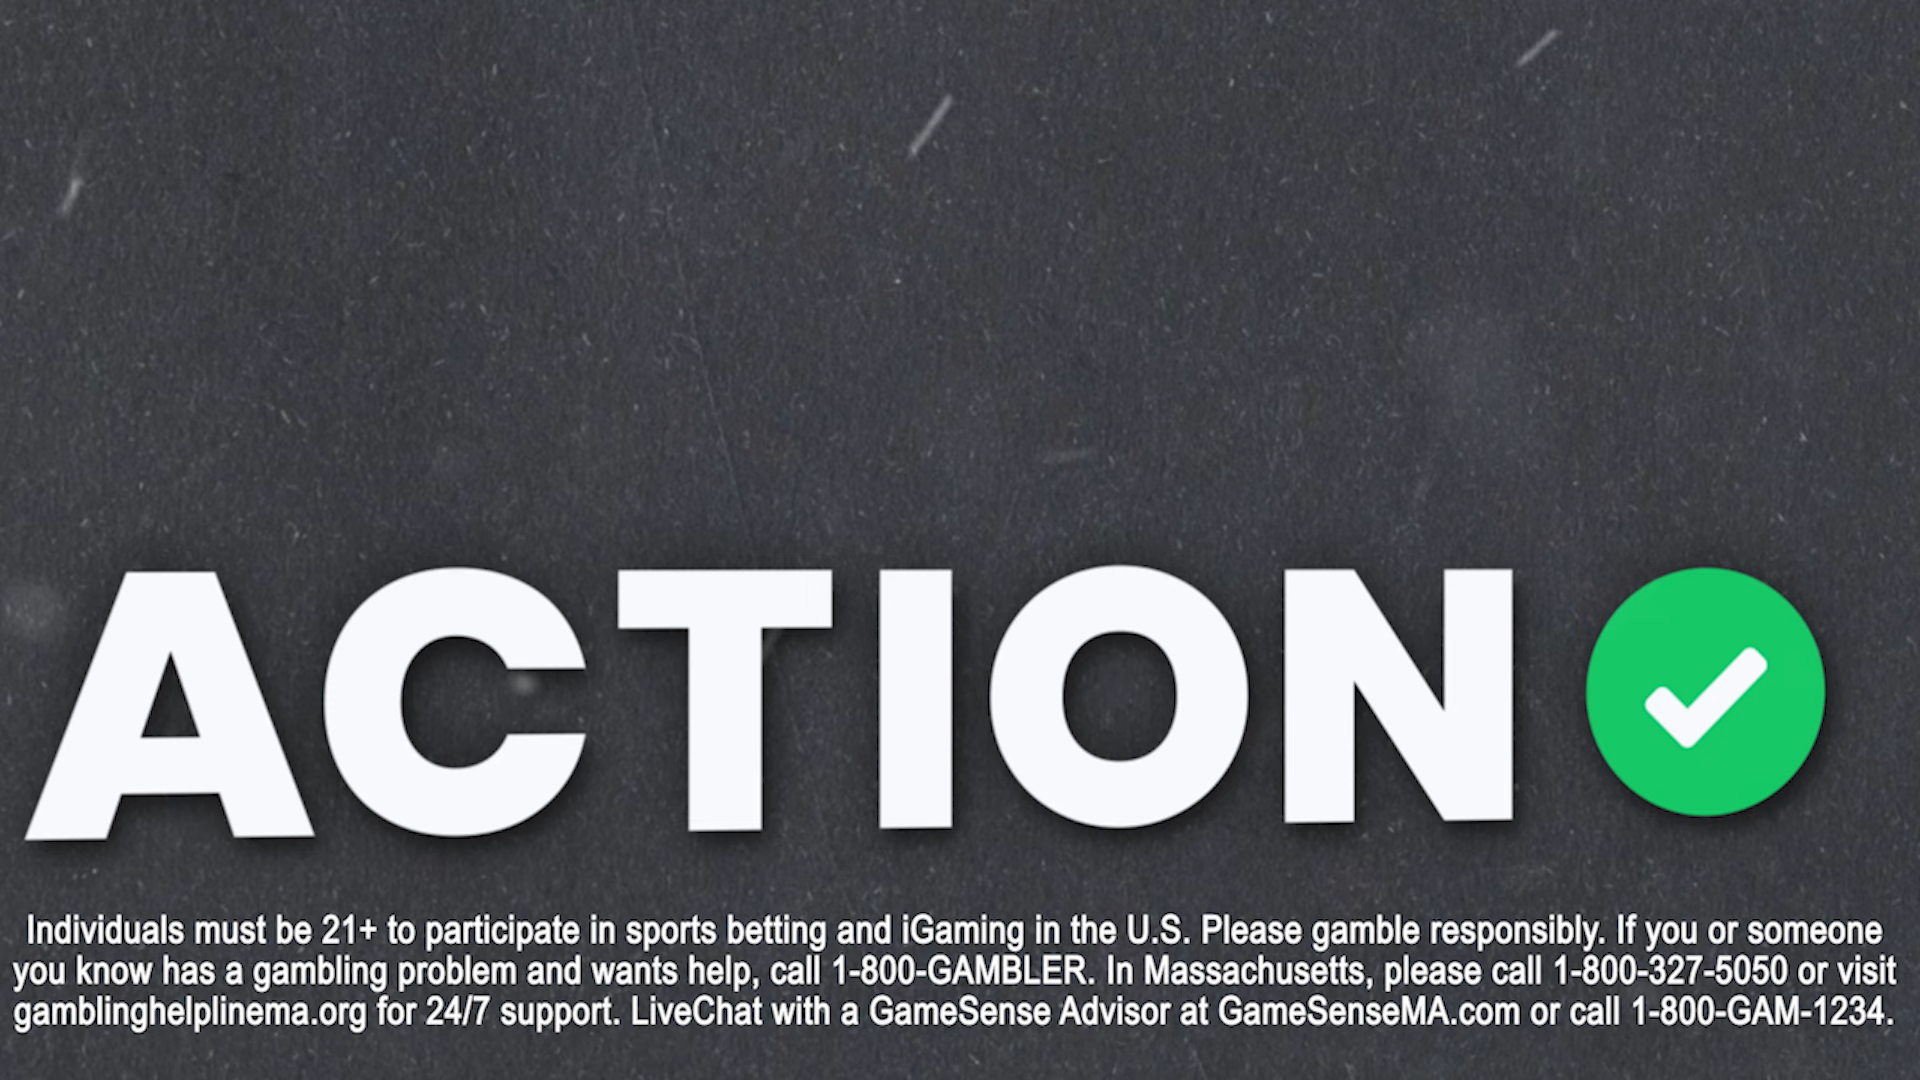 ACTION
Individuals must be 21+ to participate in sports betting and iGaming in the U.S. Please gamble responsibly. If you or someone
you know has a gambling problem and wants help, call 1-800-GAMBLER. In Massachusetts, please call 1-800-327-5050 or visit
gamblinghelplinema.org for 24/7 support. LiveChat with a GameSense Advisor at GameSenseMA.com or call 1-800-GAM-1234.